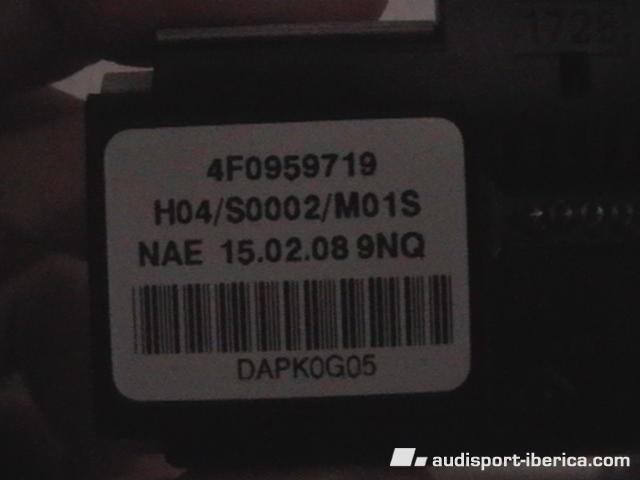 4F0959719
H04/S0002/M01S
NAE 15.02.08 9NQ
DAPK0G05
audisport-iberica.com